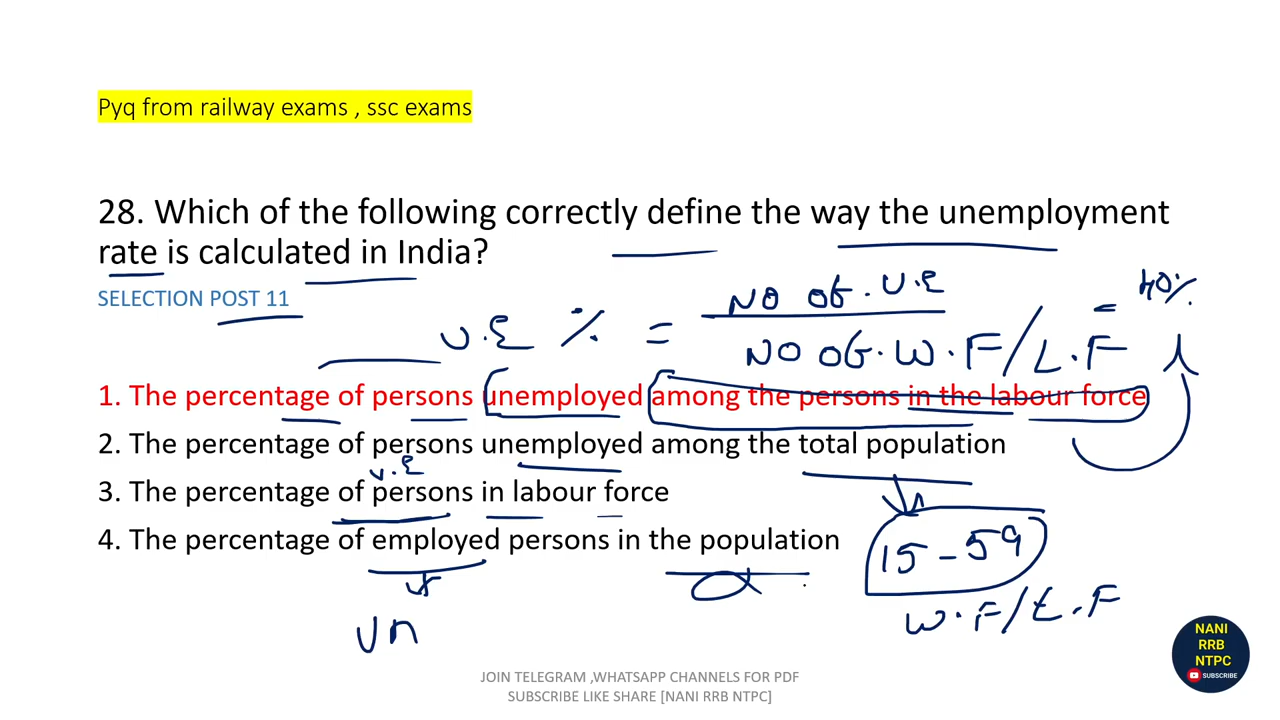 Pyq from railway exams , ssc exams
28. Which of the following correctly define the way the unemployment
rate is calculated in India?
SELECTION POST 11
U.E % = NO OF. U.E
NO OF. W.F/L.F = 40%
1. The percentage of persons unemployed among the persons in the labour force
2. The percentage of persons unemployed among the total population
U.E
3. The percentage of persons in labour force
4. The percentage of employed persons in the population
15 - 59
W.F/L.F
Un
NANI
RRB
NTPC
SUBSCRIBE
JOIN TELEGRAM ,WHATSAPP CHANNELS FOR PDF
SUBSCRIBE LIKE SHARE [NANI RRB NTPC]